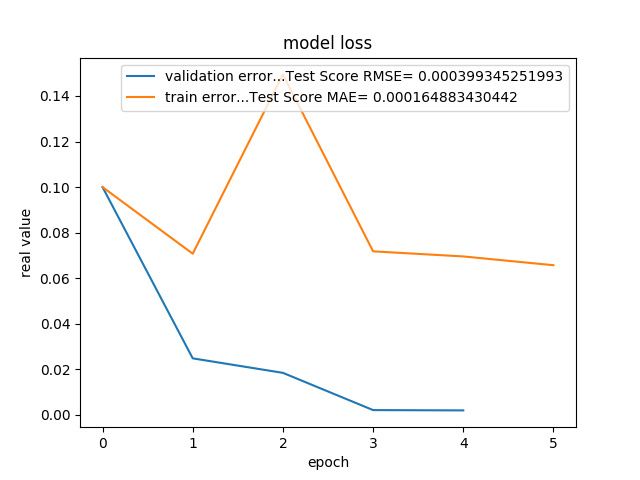 model loss
validation error...Test Score RMSE= 0.000399345251993
train error...Test Score MAE= 0.000164883430442
real value
0.14
0.12
0.10
0.08
0.06
0.04
0.02
0.00
0 1 2 3 4 5
epoch